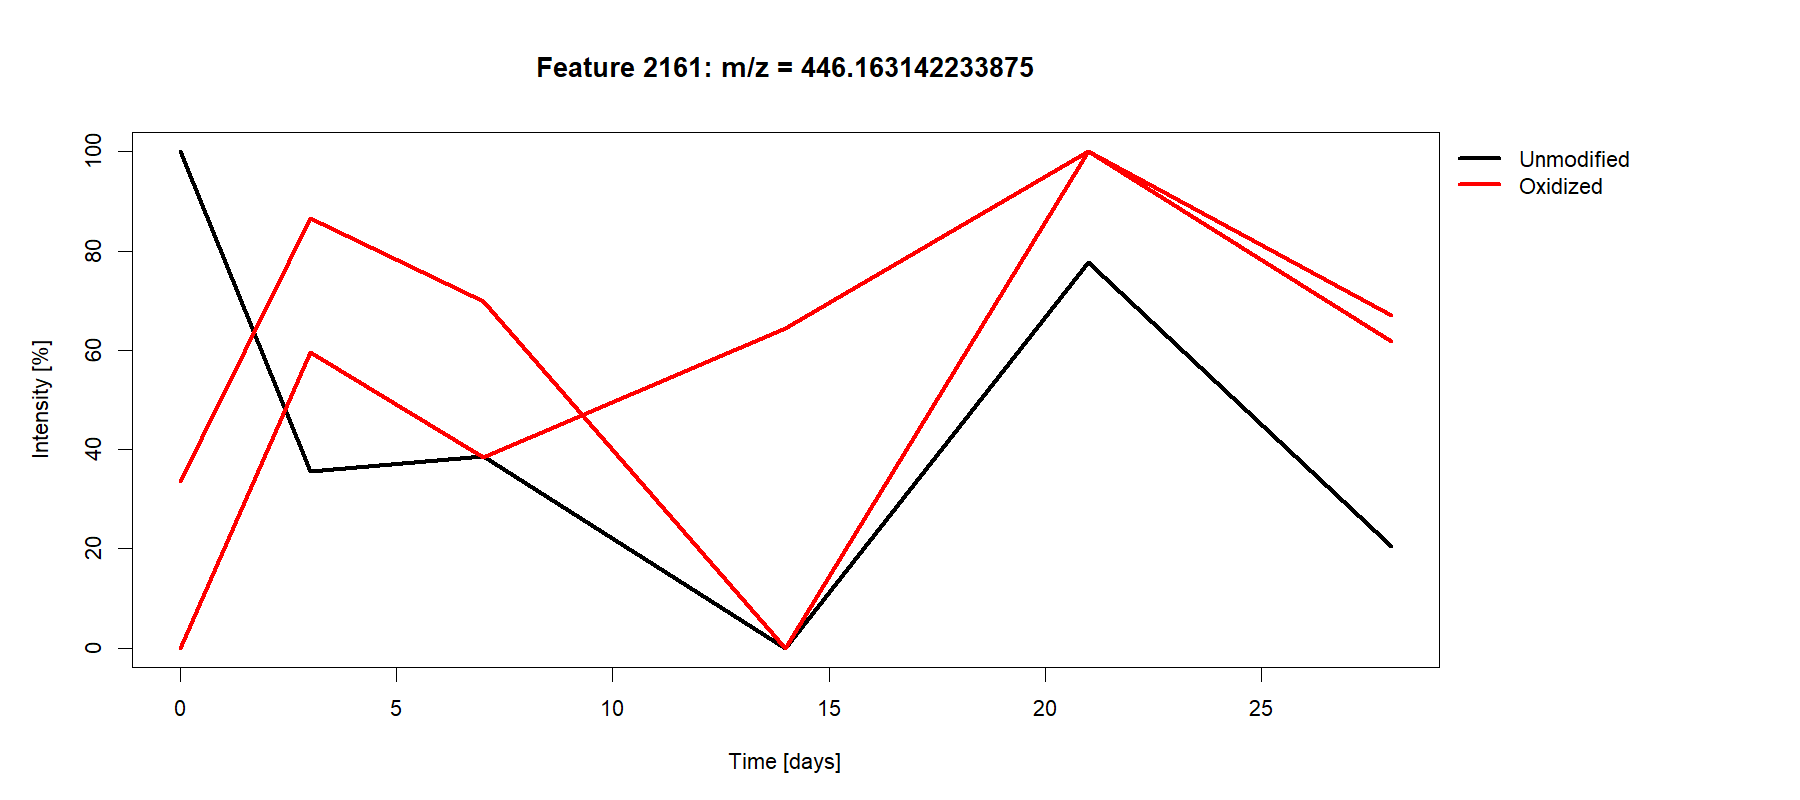 Feature 2161: m/z = 446.163142233875
Unmodified
Oxidized
Intensity [%]
100
80
60
40
20
0
0 5 10 15 20 25
Time [days]